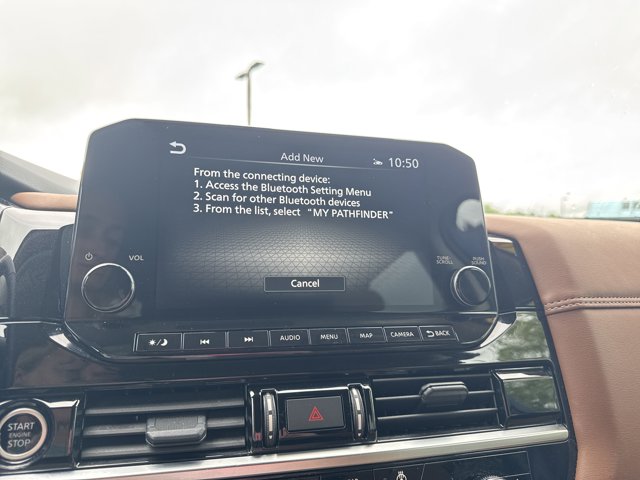 Add New
10:50
From the connecting device:
1. Access the Bluetooth Setting Menu
2. Scan for other Bluetooth devices
3. From the list, select "MY PATHFINDER"
Cancel
VOL
TUNE·
SCROLL
PUSH
SOUND
AUDIO
MENU
MAP
CAMERA
BACK
START
ENGINE
STOP